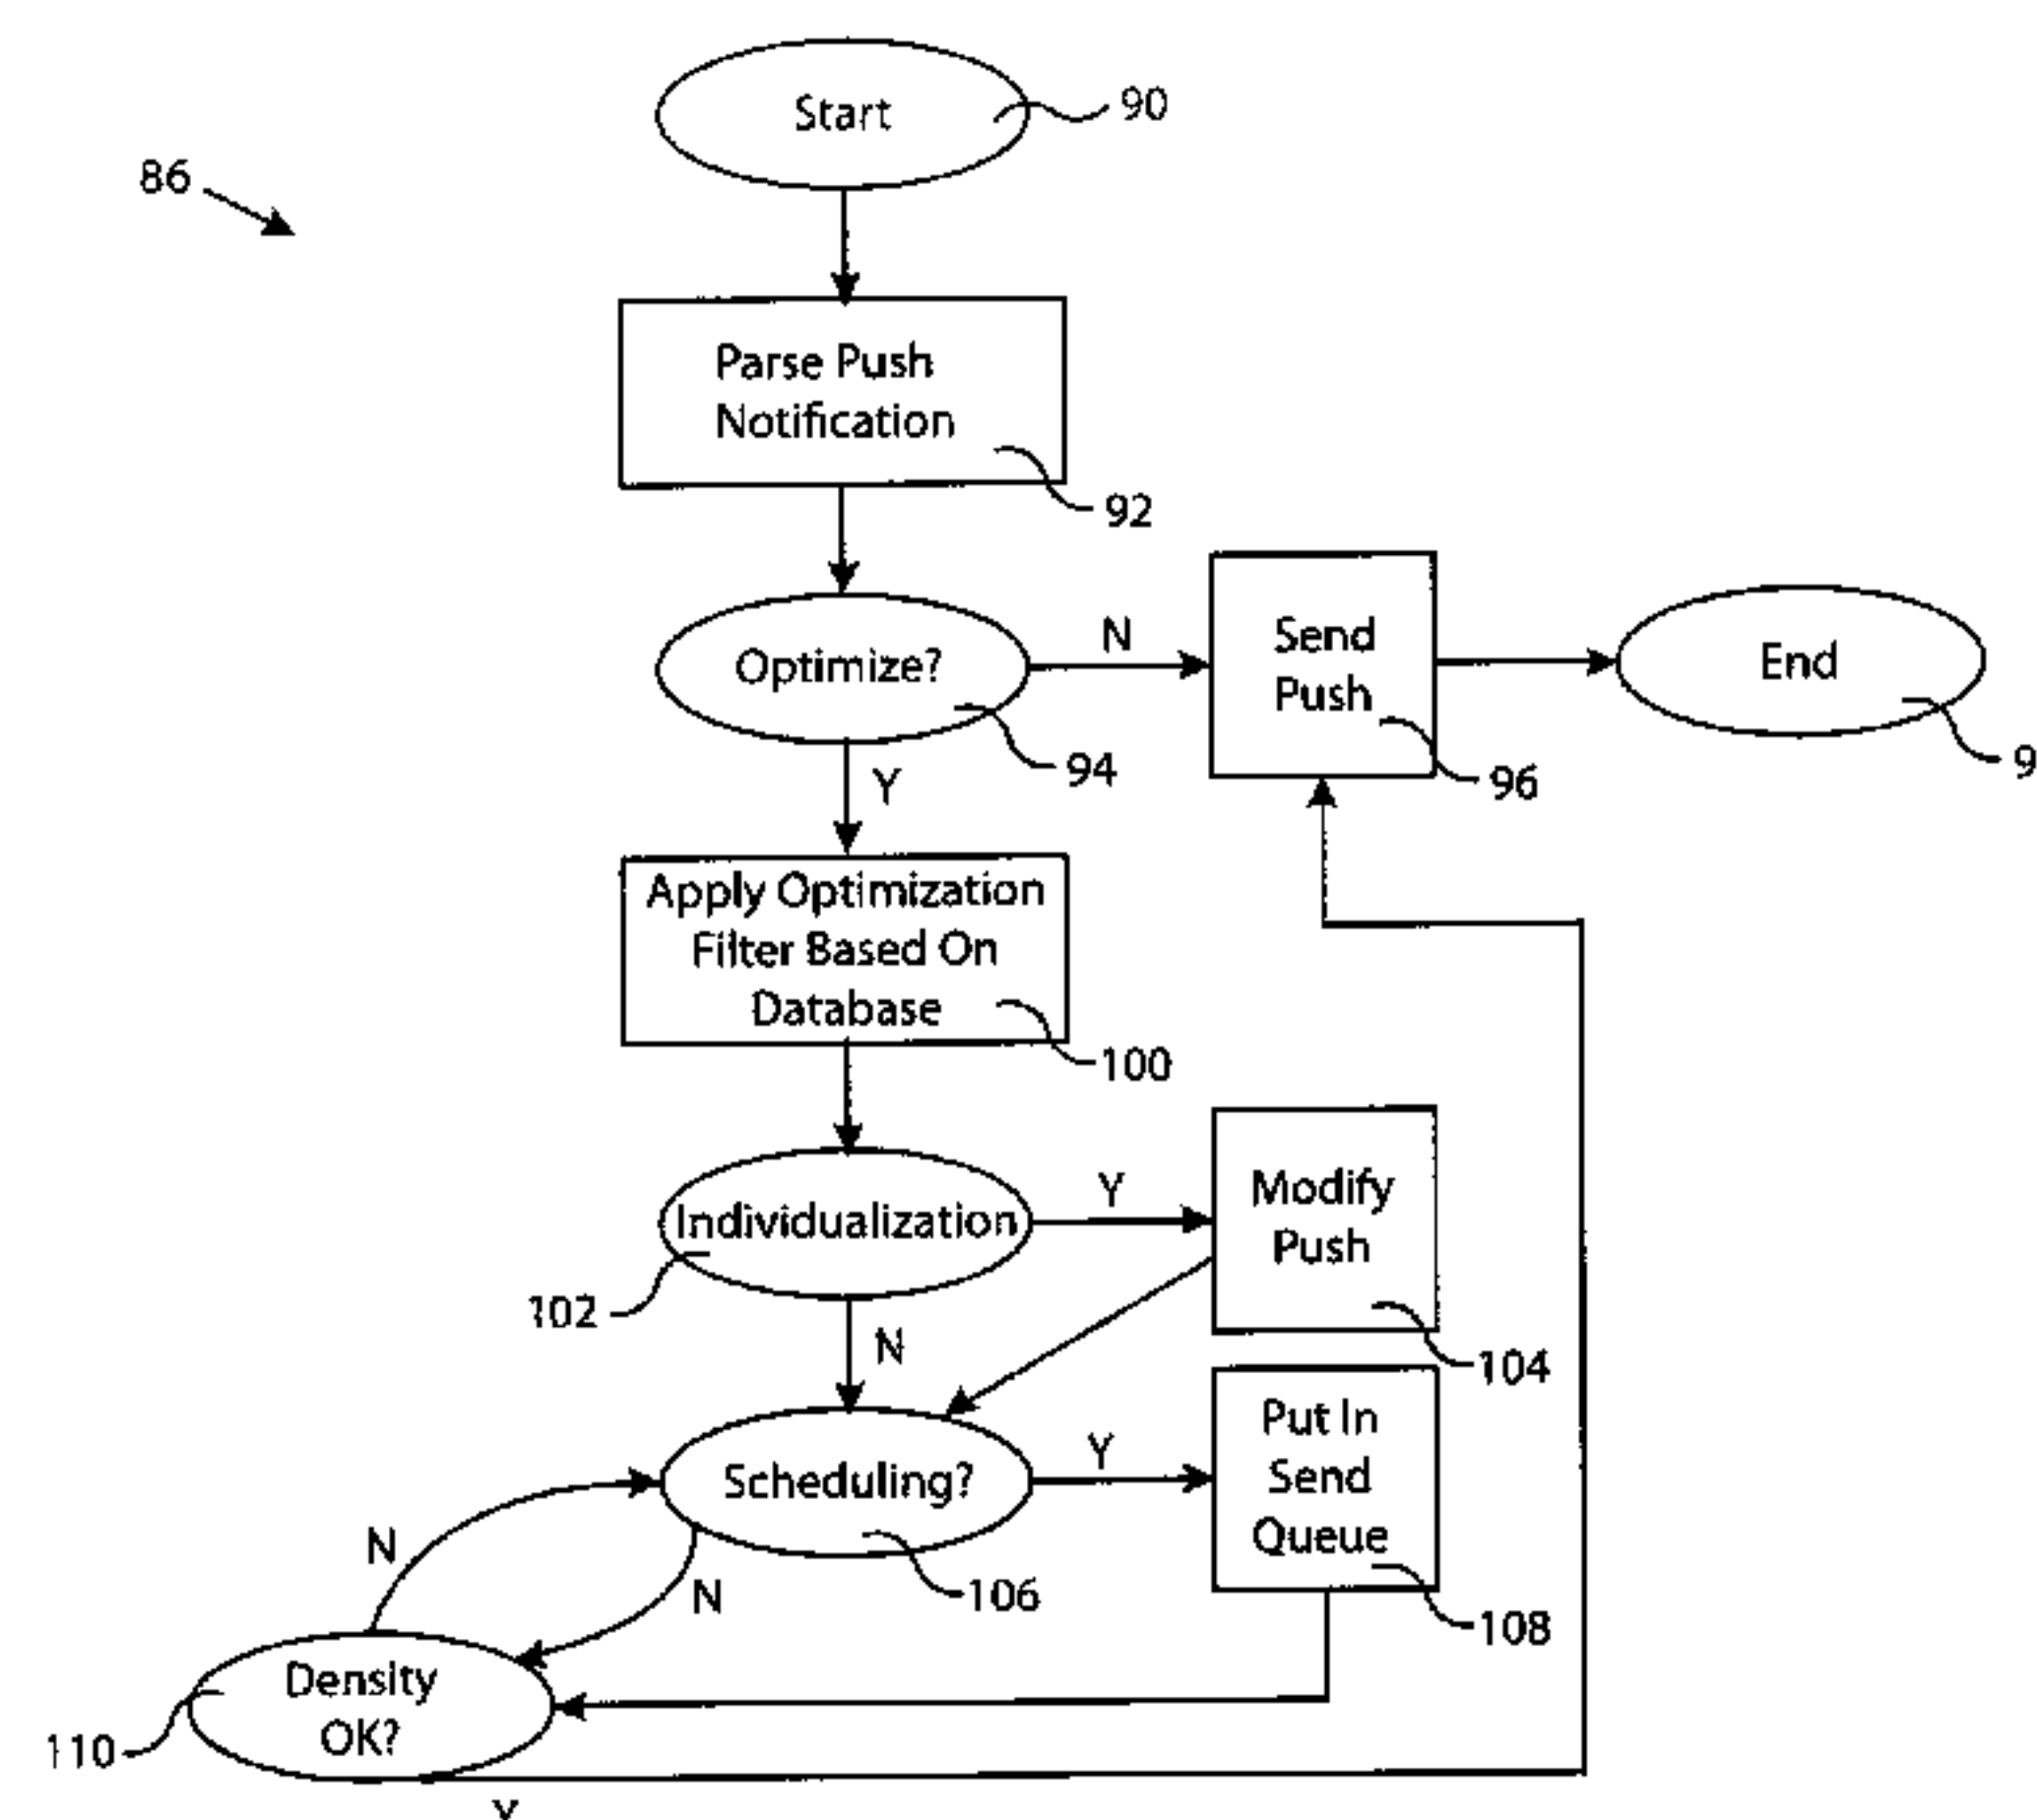 Start
90
86
Parse Push
Notification
92
Optimize?
N
Send
Push
End
94
96
9
Y
Apply Optimization
Filter Based On
Database
100
Individualization
Y
Modify
Push
102
N
104
Scheduling?
Y
Put In
Send
Queue
N
N
106
108
Density
OK?
110
Y